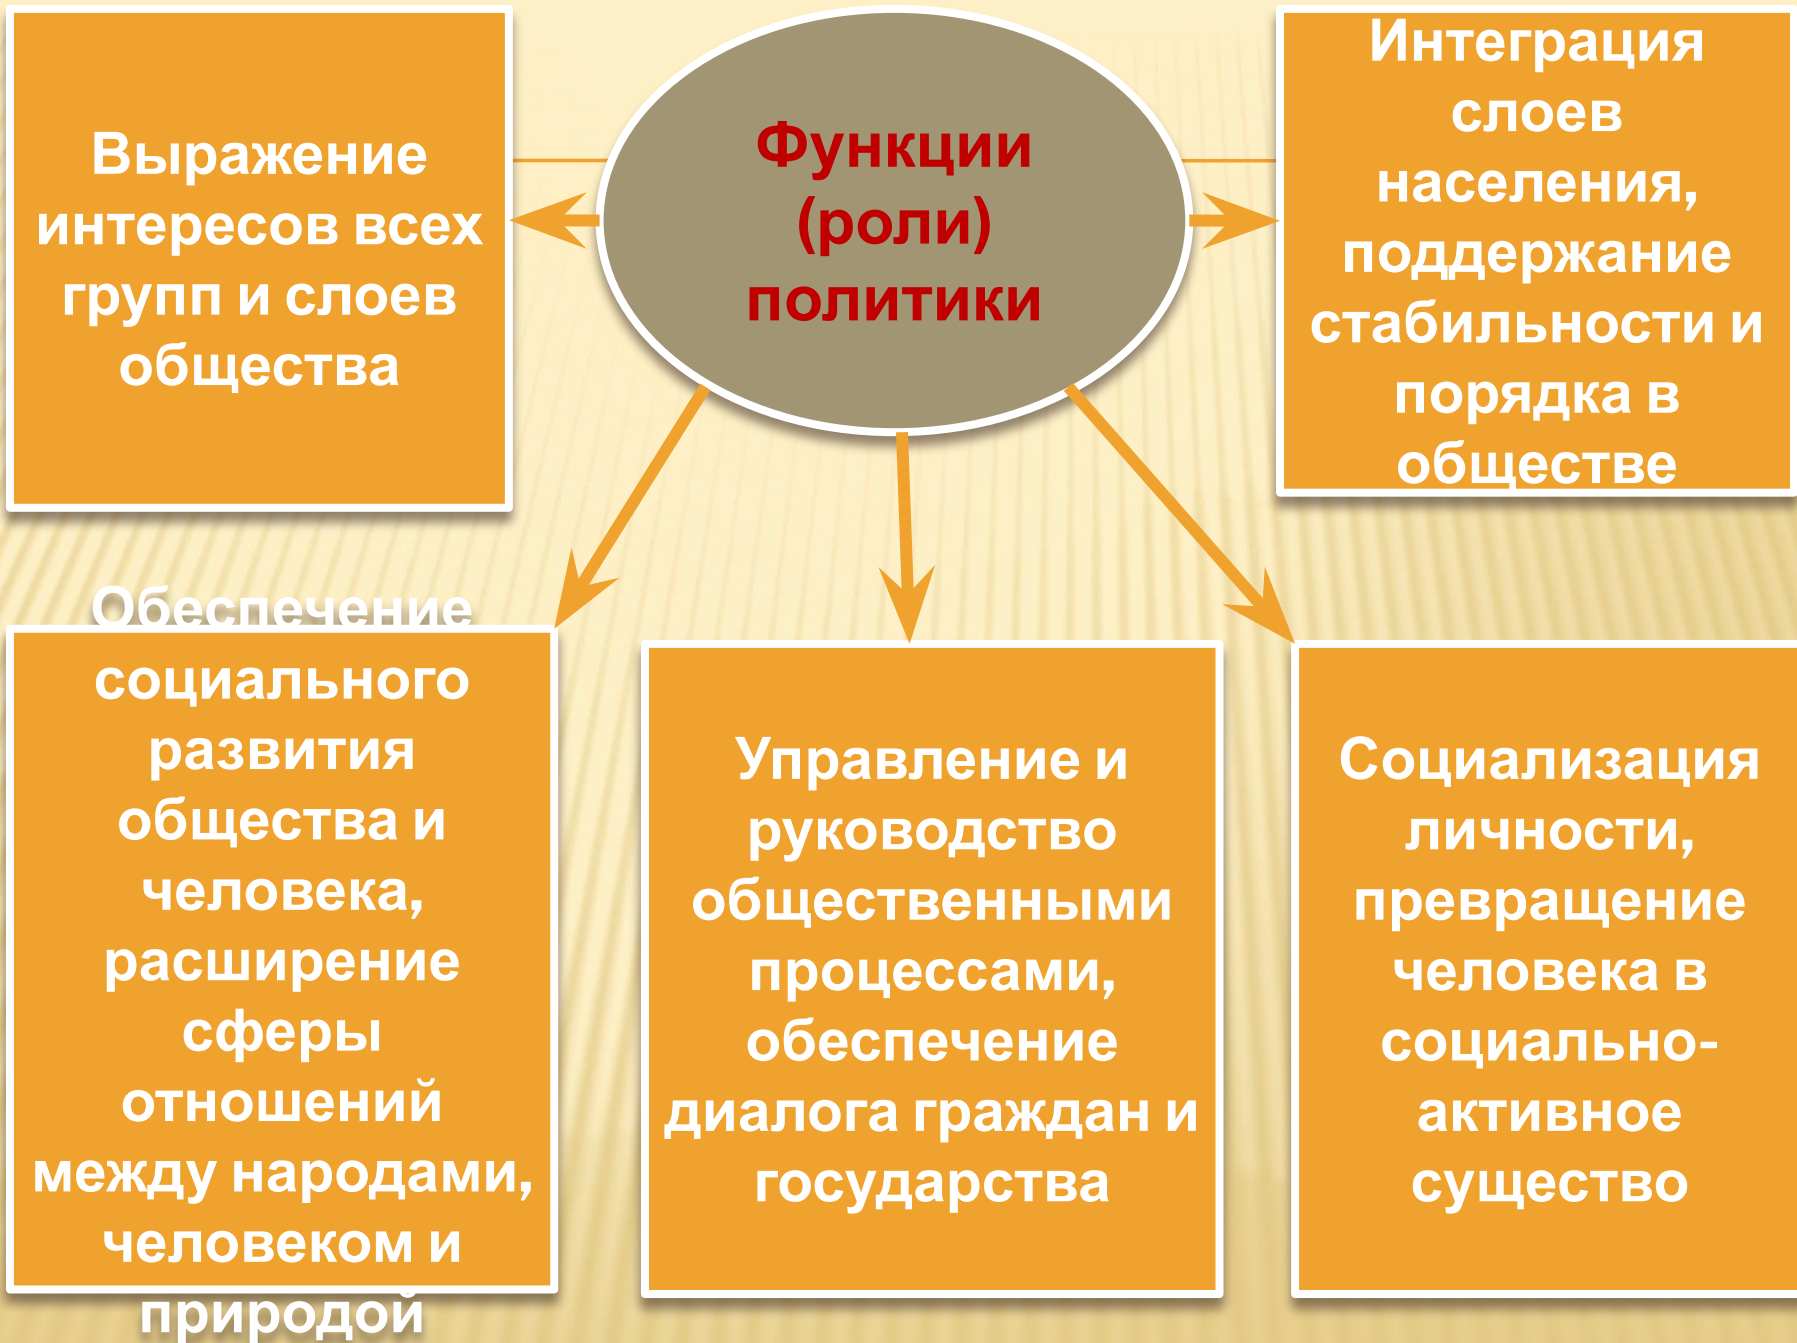 Выражение
интересов всех
групп и слоев
общества
Функции
(роли)
политики
Интеграция
слоев
населения,
поддержание
стабильности и
порядка в
обществе
Обеспечение
социального
развития
общества и
человека,
расширение
сферы
отношений
между народами,
человеком и
природой
Управление и
руководство
общественными
процессами,
обеспечение
диалога граждан и
государства
Социализация
личности,
превращение
человека в
социально-
активное
существо